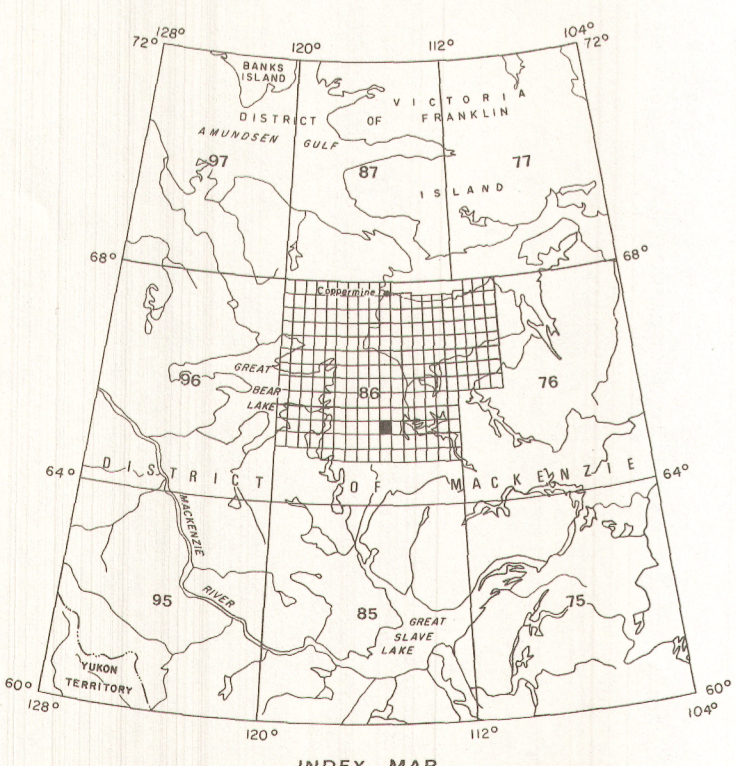 128° 120° 112° 104°
72° 72°
BANKS
ISLAND
VICTORIA
DISTRICT OF FRANKLIN
AMUNDSEN GULF
97 87 77
ISLAND
68° 68°
Coppermine
GREAT
BEAR
LAKE
96 86 76
DISTRICT OF MACKENZIE
64° 64°
MACKENZIE
RIVER
95 85 75
GREAT
SLAVE
LAKE
YUKON
TERRITORY
60° 60°
128° 120° 112° 104°
INDEX MAP